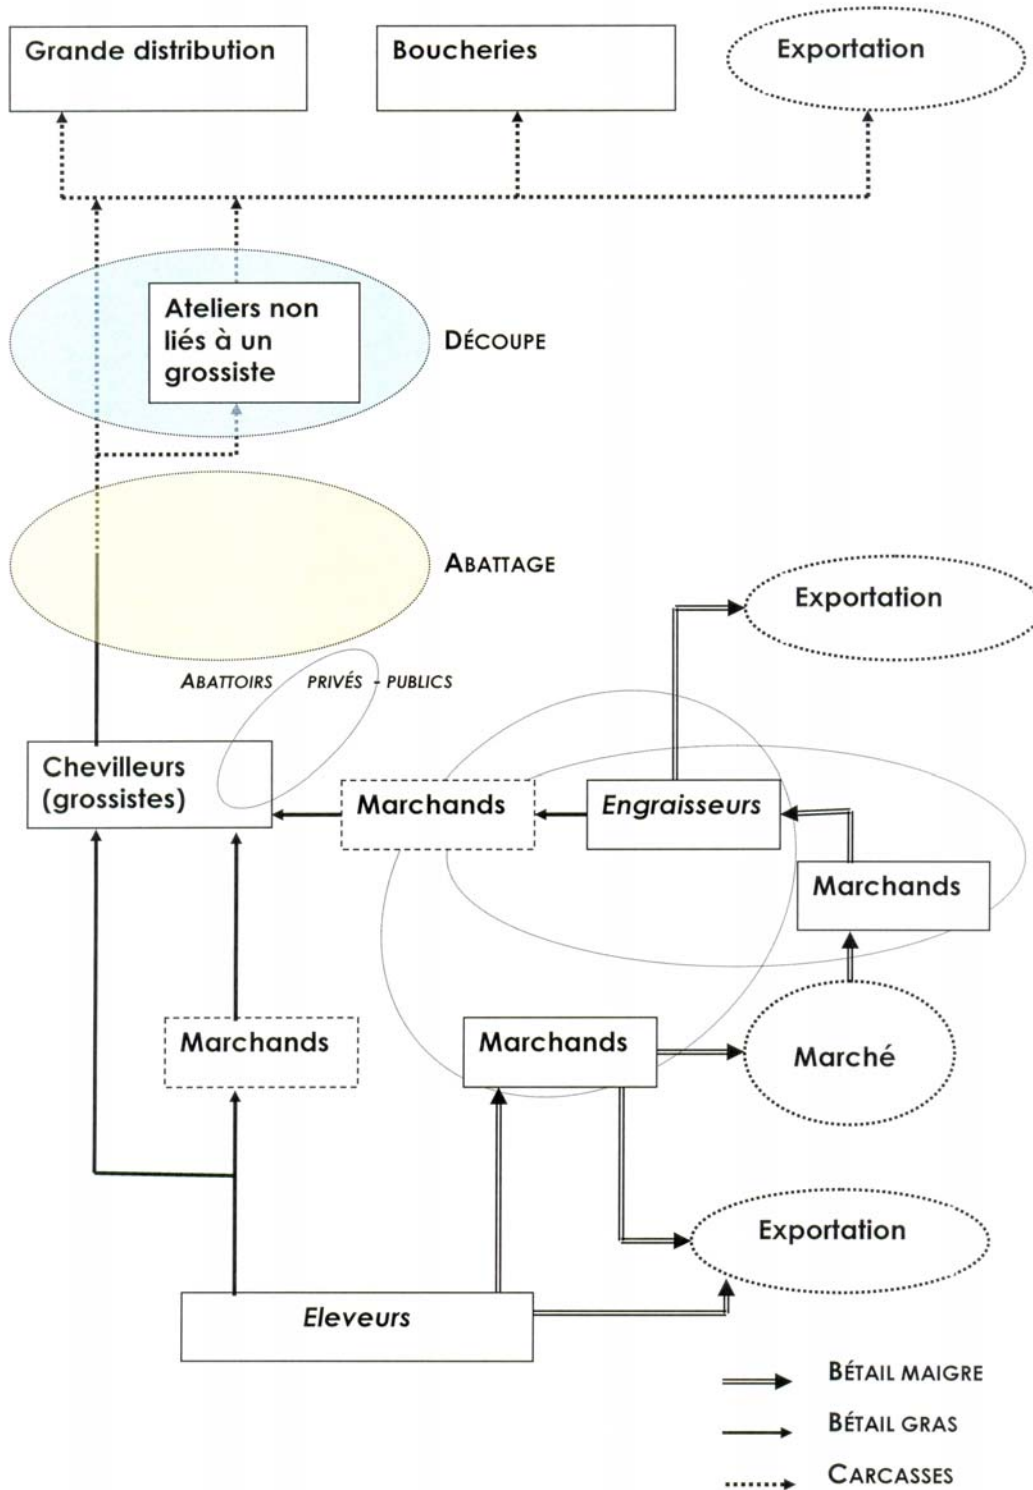 Grande distribution
Boucheries
Exportation
Ateliers non
liés à un
grossiste
DÉCOUPE
ABATTAGE
Exportation
ABATTOIRS PRIVÉS - PUBLICS
Chevilleurs
(grossistes)
Marchands
Engraisseurs
Marchands
Marchands
Marchands
Marché
Exportation
Eleveurs
BÉTAIL MAIGRE
BÉTAIL GRAS
CARCASSES